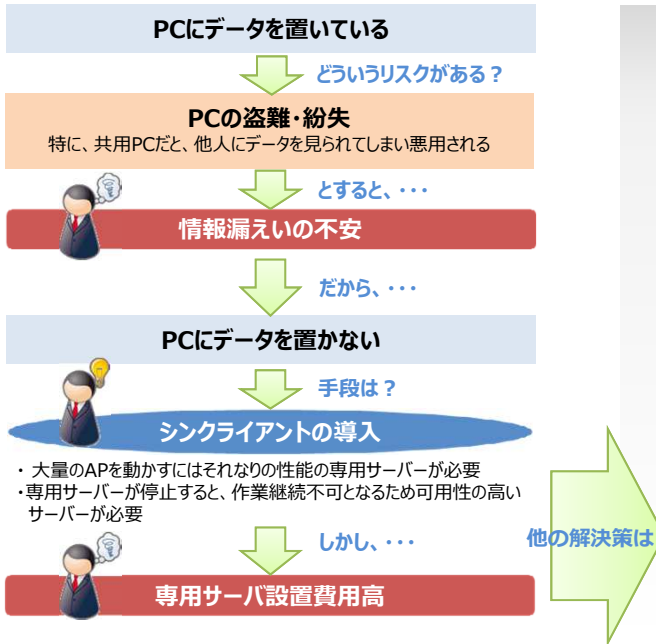 PCにデータを置いている
どういうリスクがある？
PCの盗難・紛失
特に、共用PCだと、他人にデータを見られてしまい悪用される
とすると、・・・
情報漏えいの不安
だから、・・・
PCにデータを置かない
手段は？
シンクライアントの導入
・ 大量のAPを動かすにはそれなりの性能の専用サーバーが必要
・専用サーバーが停止すると、作業継続不可となるため可用性の高い
サーバーが必要
しかし、・・・
他の解決策は
専用サーバ設置費用高